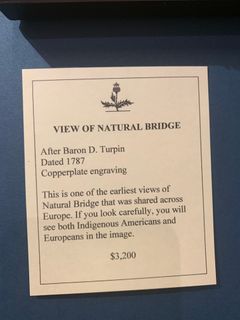 VIEW OF NATURAL BRIDGE
After Baron D. Turpin
Dated 1787
Copperplate engraving
This is one of the earliest views of
Natural Bridge that was shared across
Europe. If you look carefully, you will
see both Indigenous Americans and
Europeans in the image.
$3,200